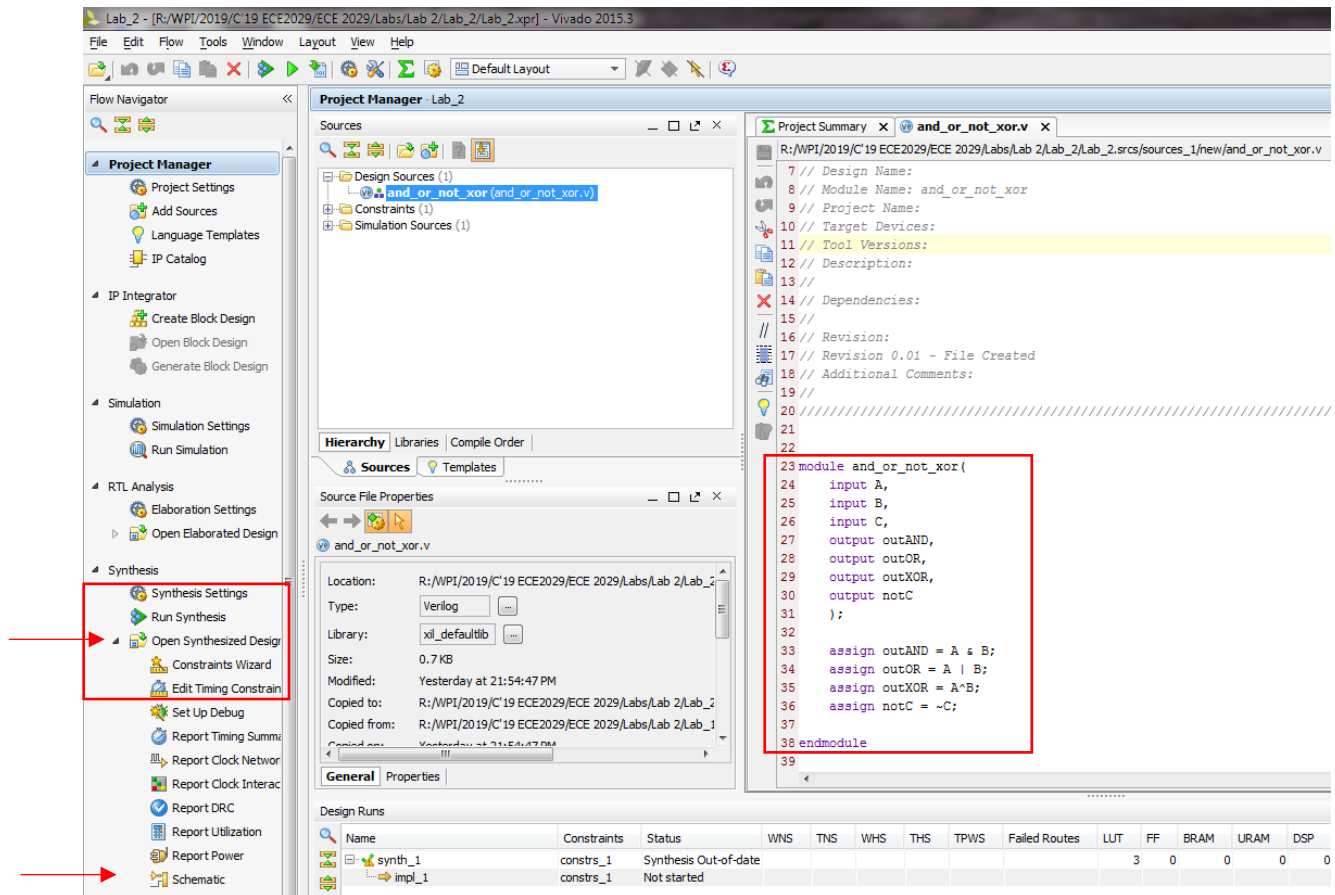 Lab_2 - [R:/WPI/2019/C'19 ECE2029/ECE 2029/Labs/Lab 2/Lab_2/Lab_2.xpr] - Vivado 2015.3
File Edit Flow Tools Window Layout View Help
Default Layout
Flow Navigator
Project Manager
Project Settings
Add Sources
Language Templates
IP Catalog
IP Integrator
Create Block Design
Open Block Design
Generate Block Design
Simulation
Simulation Settings
Run Simulation
RTL Analysis
Elaboration Settings
Open Elaborated Design
Synthesis
Synthesis Settings
Run Synthesis
Open Synthesized Desigr
Constraints Wizard
Edit Timing Constrain
Set Up Debug
Report Timing Summa
Report Clock Networ
Report Clock Interac
Report DRC
Report Utilization
Report Power
Schematic
Project Manager - Lab_2
Sources
Design Sources (1)
and_or_not_xor (and_or_not_xor.v)
Constraints (1)
Simulation Sources (1)
Hierarchy Libraries Compile Order
Sources Templates
Source File Properties
and_or_not_xor.v
Location: R:/WPI/2019/C'19 ECE2029/ECE 2029/Labs/Lab 2/Lab_2
Type: Verilog
Library: xil_defaultlib
Size: 0.7 KB
Modified: Yesterday at 21:54:47 PM
Copied to: R:/WPI/2019/C'19 ECE2029/ECE 2029/Labs/Lab 2/Lab_2
Copied from: R:/WPI/2019/C'19 ECE2029/ECE 2029/Labs/Lab 2/Lab_1
Copied on: Yesterday at 21:54:47 PM
General Properties
Project Summary and_or_not_xor.v
R:/WPI/2019/C'19 ECE2029/ECE 2029/Labs/Lab 2/Lab_2/Lab_2.srcs/sources_1/new/and_or_not_xor.v
7 // Design Name:
8 // Module Name: and_or_not_xor
9 // Project Name:
10 // Target Devices:
11 // Tool Versions:
12 // Description:
13 //
14 // Dependencies:
15 //
16 // Revision:
17 // Revision 0.01 - File Created
18 // Additional Comments:
19 //
20 ////////////////////////////////////////////////////////////////////////
21
22
23 module and_or_not_xor(
24 input A,
25 input B,
26 input C,
27 output outAND,
28 output outOR,
29 output outXOR,
30 output notC
31 );
32
33 assign outAND = A & B;
34 assign outOR = A | B;
35 assign outXOR = A^B;
36 assign notC = ~C;
37
38 endmodule
39
Design Runs
Name Constraints Status WNS TNS WHS THS TPWS Failed Routes LUT FF BRAM URAM DSP
synth_1 constrs_1 Synthesis Out-of-date 3 0 0 0 0
impl_1 constrs_1 Not started